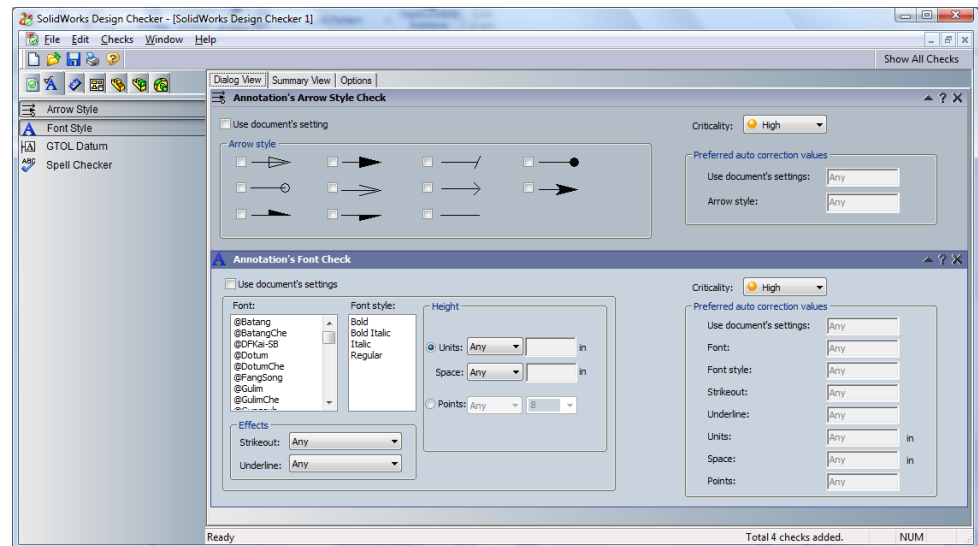 SolidWorks Design Checker - [SolidWorks Design Checker 1]
File Edit Checks Window Help
Show All Checks
Arrow Style
Font Style
GTOL Datum
Spell Checker
Dialog View Summary View Options
Annotation's Arrow Style Check
Use document's setting
Criticality: High
Arrow style
Preferred auto correction values
Use document's settings: Any
Arrow style: Any
Annotation's Font Check
Use document's settings
Criticality: High
Font:
@Batang
@BatangChe
@DFKai-SB
@Dotum
@DotumChe
@FangSong
@Gulim
@GulimChe
Font style:
Bold
Bold Italic
Italic
Regular
Height
Units: Any in
Space: Any in
Points: Any 8
Effects
Strikeout: Any
Underline: Any
Preferred auto correction values
Use document's settings: Any
Font: Any
Font style: Any
Strikeout: Any
Underline: Any
Units: Any in
Space: Any in
Points: Any
Ready
Total 4 checks added.
NUM